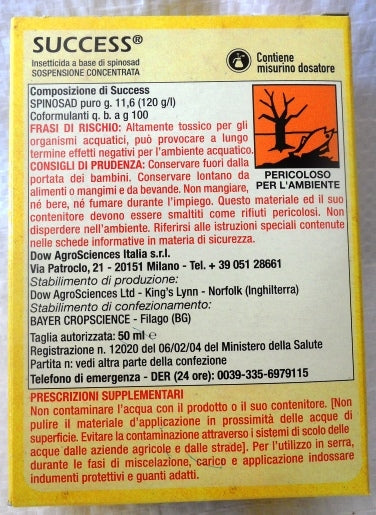 SUCCESS®
Insetticida a base di spinosad
SOSPENSIONE CONCENTRATA
Contiene
misurino dosatore
Composizione di Success
SPINOSAD puro g. 11,6 (120 g/l)
Coformulanti q. b. a g 100
FRASI DI RISCHIO: Altamente tossico per gli
organismi acquatici, può provocare a lungo
termine effetti negativi per l'ambiente acquatico.
CONSIGLI DI PRUDENZA: Conservare fuori dalla
portata dei bambini. Conservare lontano da
alimenti o mangimi e da bevande. Non mangiare,
né bere, né fumare durante l'impiego. Questo materiale ed il suo
contenitore devono essere smaltiti come rifiuti pericolosi. Non
disperdere nell'ambiente. Riferirsi alle istruzioni speciali contenute
nelle schede informative in materia di sicurezza.
PERICOLOSO
PER L'AMBIENTE
Dow AgroSciences Italia s.r.l.
Via Patroclo, 21 - 20151 Milano - Tel. + 39 051 28661
Stabilimento di produzione:
Dow AgroSciences Ltd - King's Lynn - Norfolk (Inghilterra)
Stabilimento di confezionamento:
BAYER CROPSCIENCE - Filago (BG)
Taglia autorizzata: 50 ml ℮
Registrazione n. 12020 del 06/02/04 del Ministero della Salute
Partita n: vedi altra parte della confezione
Telefono di emergenza - DER (24 ore): 0039-335-6979115
PRESCRIZIONI SUPPLEMENTARI
Non contaminare l'acqua con il prodotto o il suo contenitore. [Non
pulire il materiale d'applicazione in prossimità delle acque di
superficie. Evitare la contaminazione attraverso i sistemi di scolo delle
acque dalle aziende agricole e dalle strade]. Per l'utilizzo in serra,
durante le fasi di miscelazione, carico e applicazione indossare
indumenti protettivi e guanti adatti.